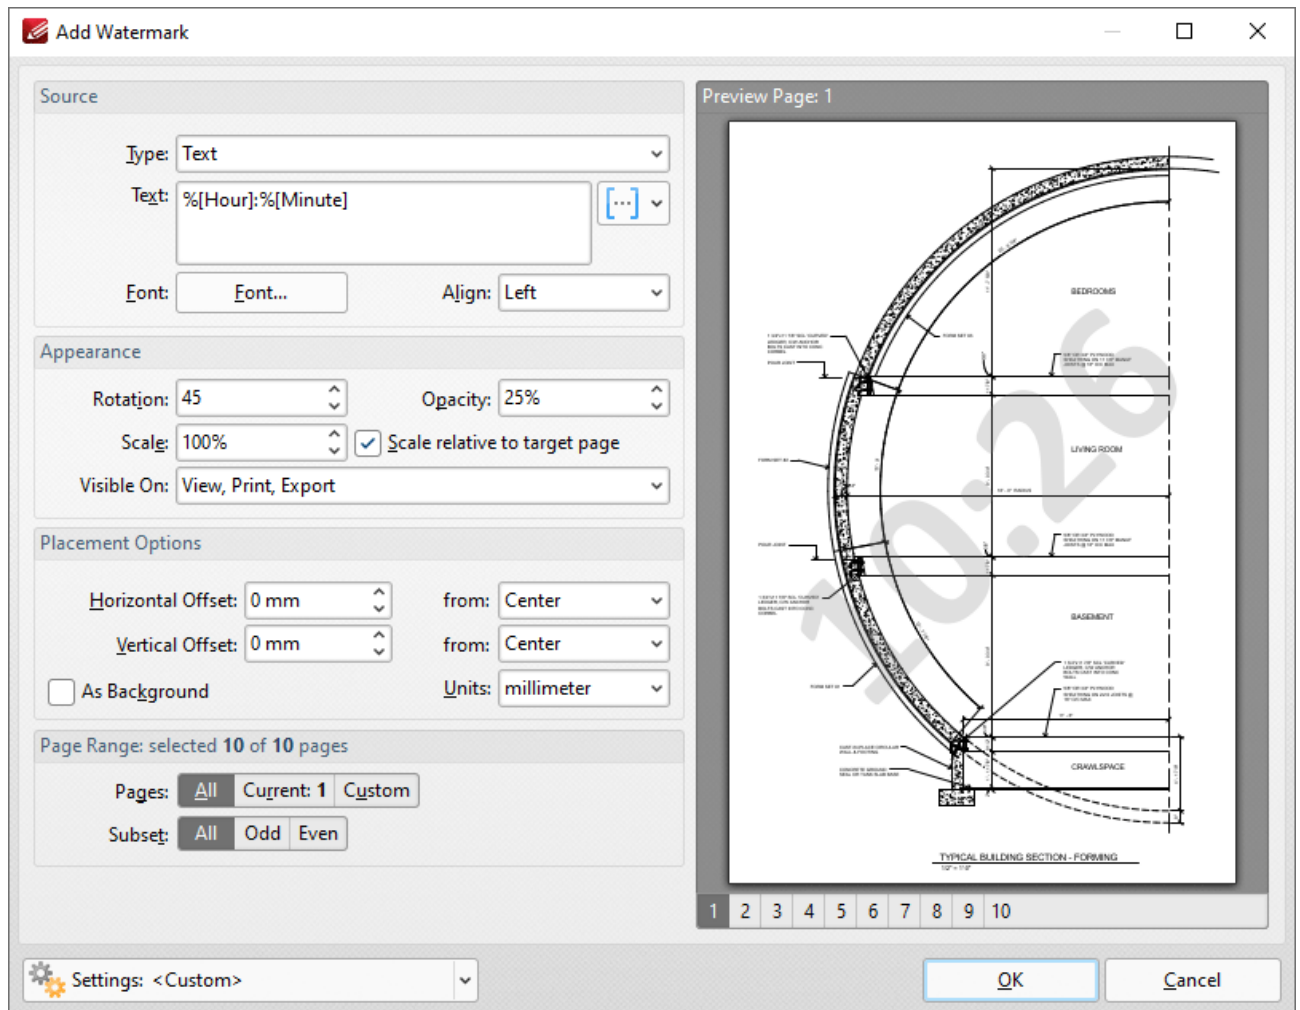 Add Watermark
Source
Type: Text
Text: %[Hour]:%[Minute]
Font: Font... Align: Left
Appearance
Rotation: 45 Opacity: 25%
Scale: 100% Scale relative to target page
Visible On: View, Print, Export
Placement Options
Horizontal Offset: 0 mm from: Center
Vertical Offset: 0 mm from: Center
As Background Units: millimeter
Page Range: selected 10 of 10 pages
Pages: All Current: 1 Custom
Subset: All Odd Even
Preview Page: 1
BEDROOMS
LIVING ROOM
BASEMENT
CRAWLSPACE
10:26
TYPICAL BUILDING SECTION - FORMING
1 2 3 4 5 6 7 8 9 10
Settings: <Custom>
OK Cancel